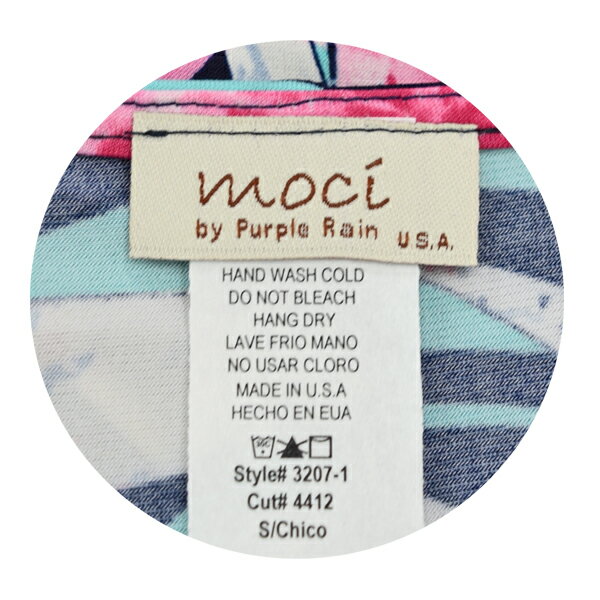 mocí
by Purple Rain U.S.A.
HAND WASH COLD
DO NOT BLEACH
HANG DRY
LAVE FRIO MANO
NO USAR CLORO
MADE IN U.S.A
HECHO EN EUA
Style# 3207-1
Cut# 4412
S/Chico